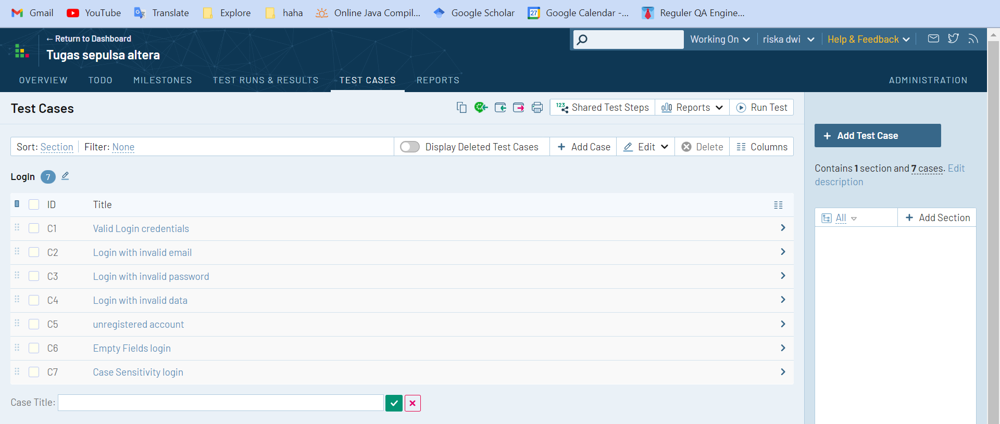 Gmail YouTube Translate Explore haha Online Java Compil... Google Scholar 27 Google Calendar -... Reguler QA Engine...
← Return to Dashboard
Tugas sepulsa altera
Working On riska dwi Help & Feedback
OVERVIEW TODO MILESTONES TEST RUNS & RESULTS TEST CASES REPORTS ADMINISTRATION
Test Cases
123 Shared Test Steps Reports Run Test
+ Add Test Case
Sort: Section Filter: None Display Deleted Test Cases + Add Case Edit Delete Columns
Contains 1 section and 7 cases. Edit
description
Login 7
ID Title
All + Add Section
C1 Valid Login credentials
C2 Login with invalid email
C3 Login with invalid password
C4 Login with invalid data
C5 unregistered account
C6 Empty Fields login
C7 Case Sensitivity login
Case Title: